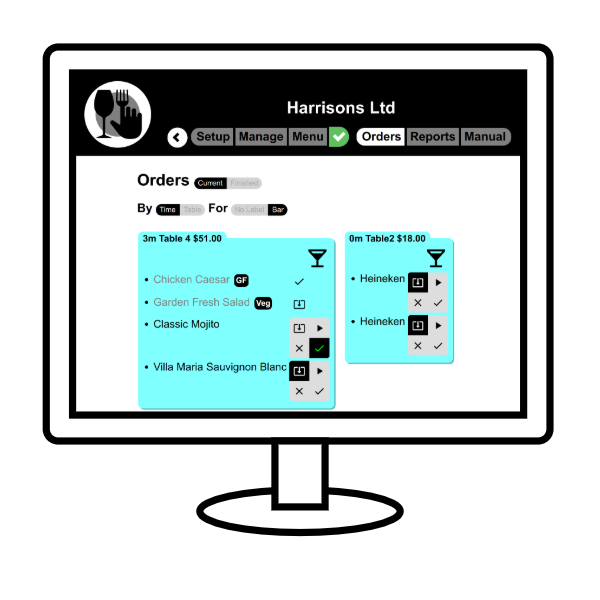 Harrisons Ltd
Setup Manage Menu Orders Reports Manual
Orders Current Finished
By Time Table For No Label Bar
3m Table 4 $51.00
Chicken Caesar GF
Garden Fresh Salad Veg
Classic Mojito
Villa Maria Sauvignon Blanc
0m Table2 $18.00
Heineken
Heineken